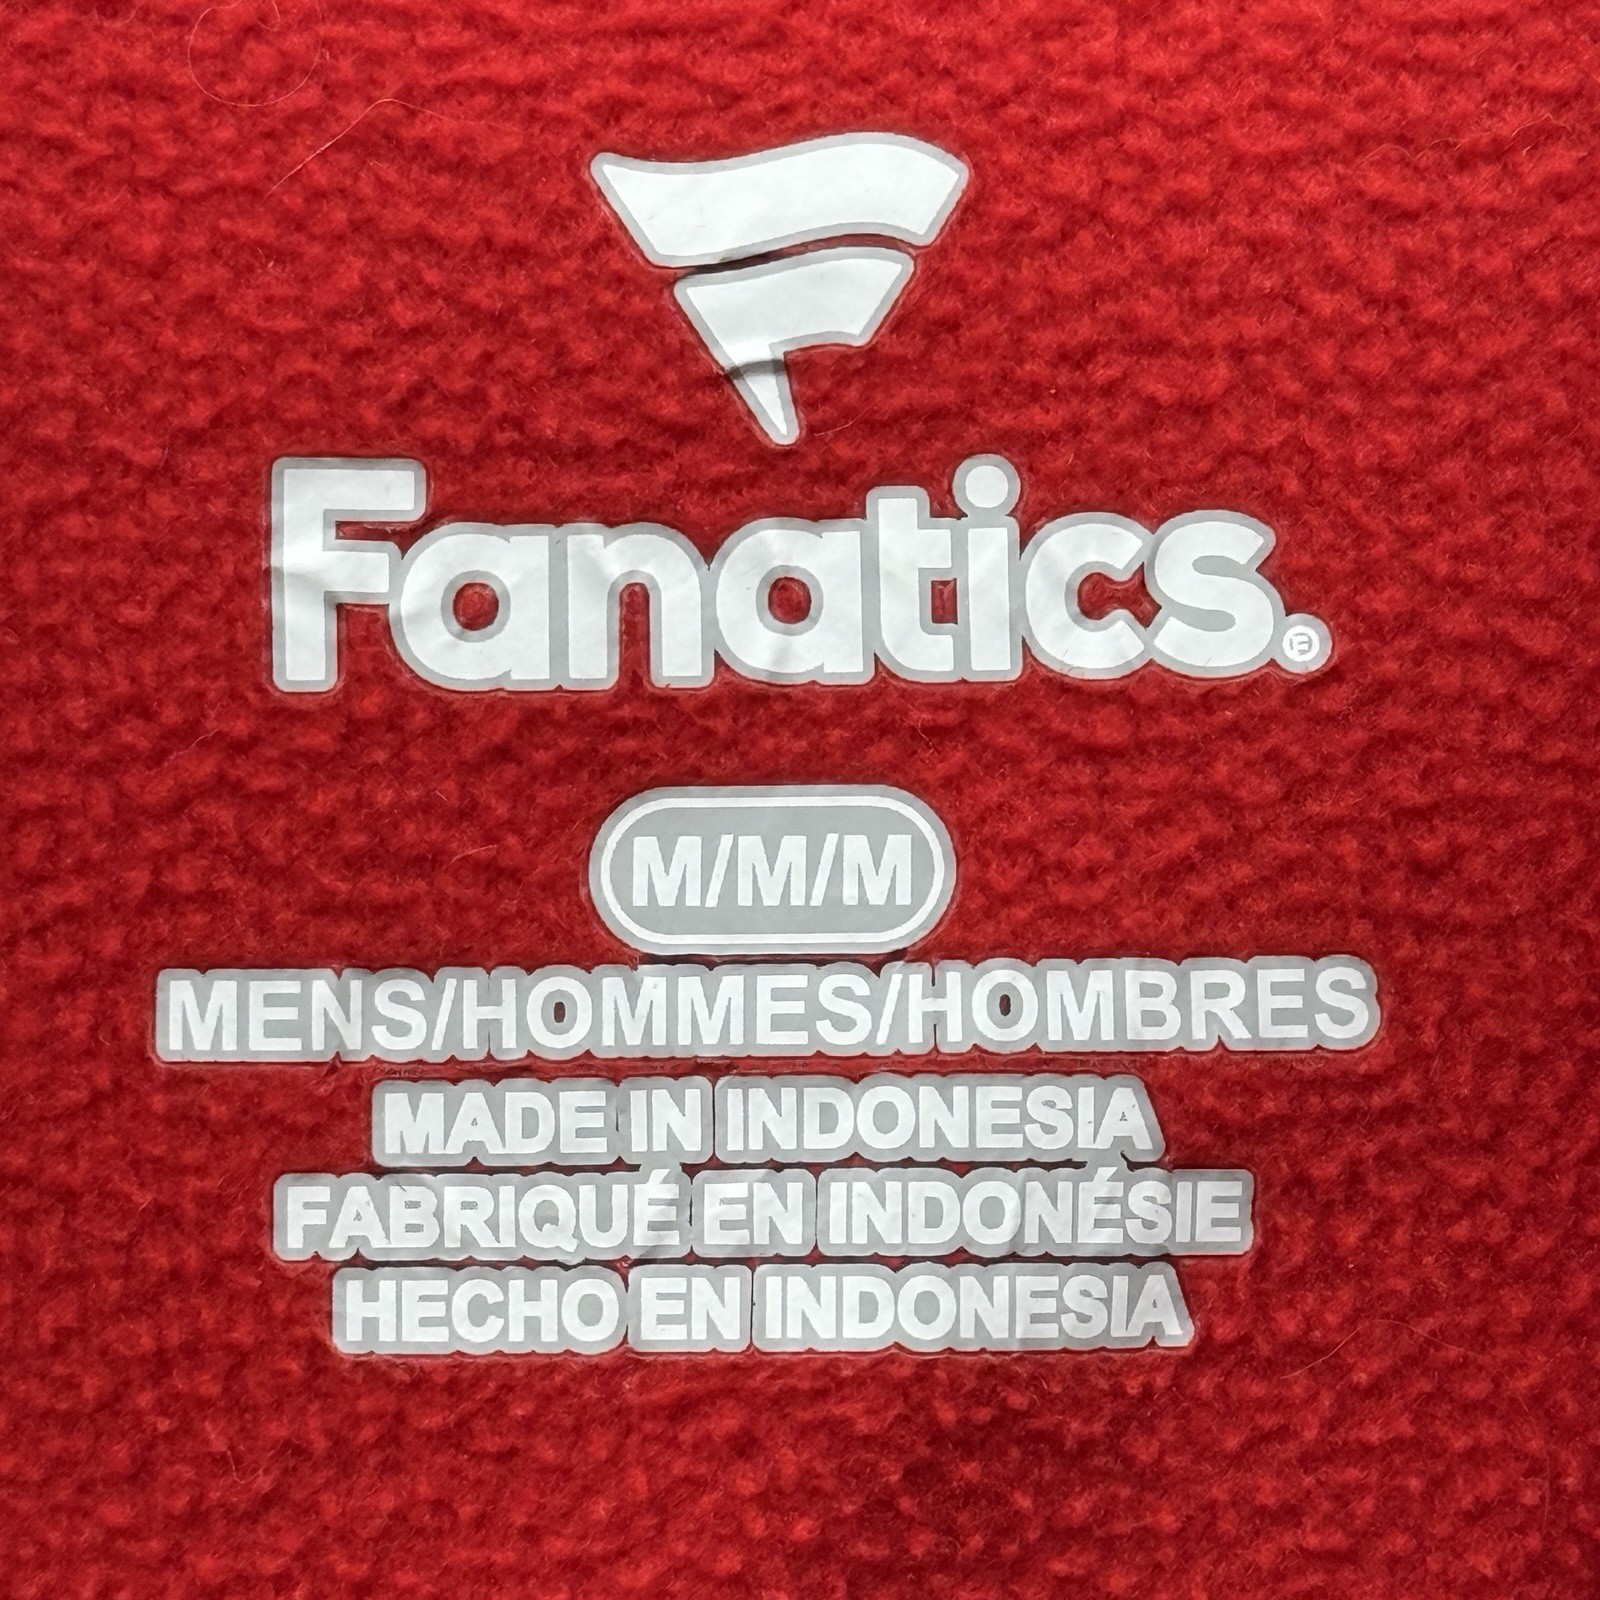 Fanatics.®
M/M/M
MENS/HOMMES/HOMBRES
MADE IN INDONESIA
FABRIQUÉ EN INDONÉSIE
HECHO EN INDONESIA